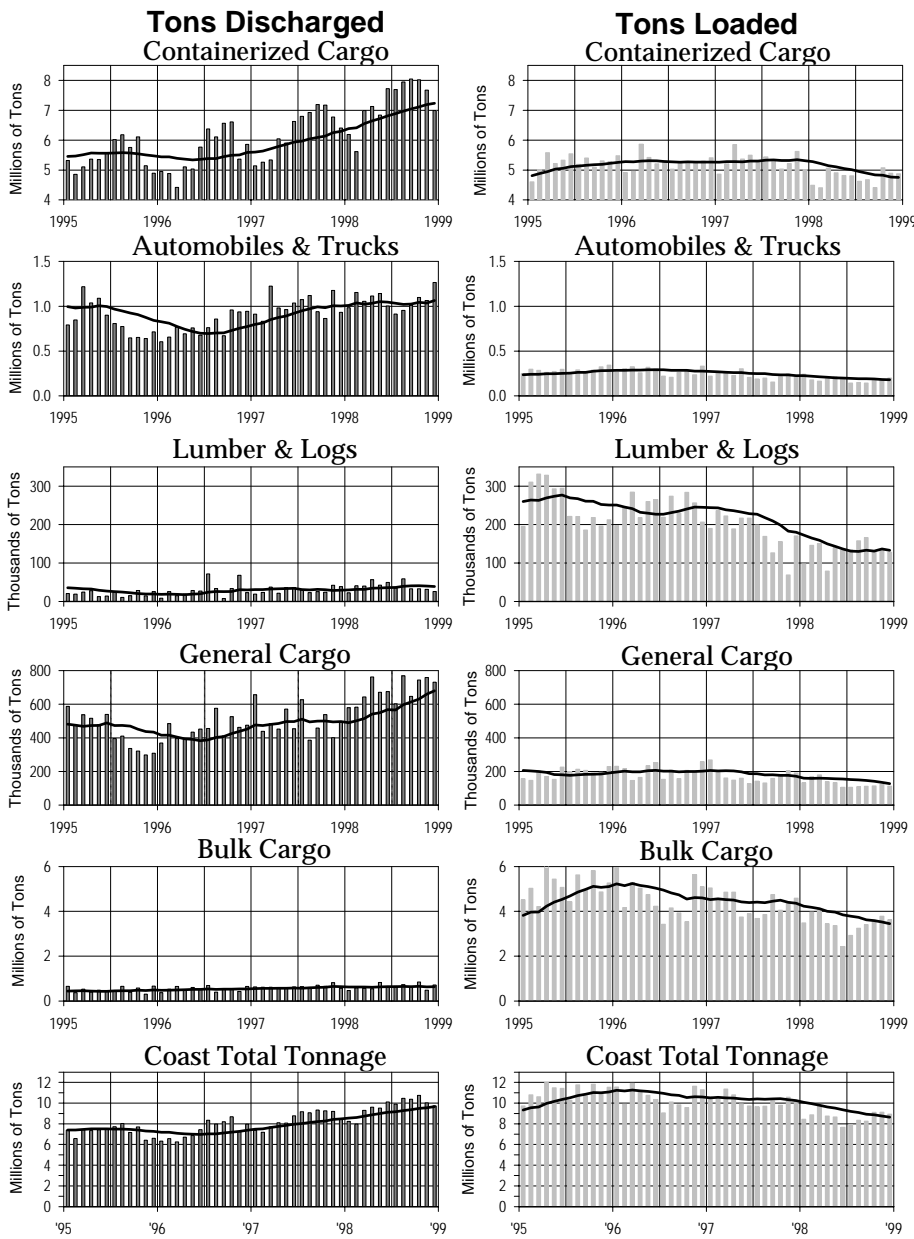 Tons Discharged
Containerized Cargo
Millions of Tons
8
7
6
5
4
1995 1996 1997 1998 1999
Automobiles & Trucks
Millions of Tons
1.5
1.0
0.5
0.0
1995 1996 1997 1998 1999
Lumber & Logs
Thousands of Tons
300
200
100
0
1995 1996 1997 1998 1999
General Cargo
Thousands of Tons
800
600
400
200
0
1995 1996 1997 1998 1999
Bulk Cargo
Millions of Tons
6
4
2
0
1995 1996 1997 1998 1999
Coast Total Tonnage
Millions of Tons
12
10
8
6
4
2
0
'95 '96 '97 '98 '99
Tons Loaded
Containerized Cargo
Millions of Tons
8
7
6
5
4
1995 1996 1997 1998 1999
Automobiles & Trucks
Millions of Tons
1.5
1.0
0.5
0.0
1995 1996 1997 1998 1999
Lumber & Logs
Thousands of Tons
300
200
100
0
1995 1996 1997 1998 1999
General Cargo
Thousands of Tons
800
600
400
200
0
1995 1996 1997 1998 1999
Bulk Cargo
Millions of Tons
6
4
2
0
1995 1996 1997 1998 1999
Coast Total Tonnage
Millions of Tons
12
10
8
6
4
2
0
'95 '96 '97 '98 '99